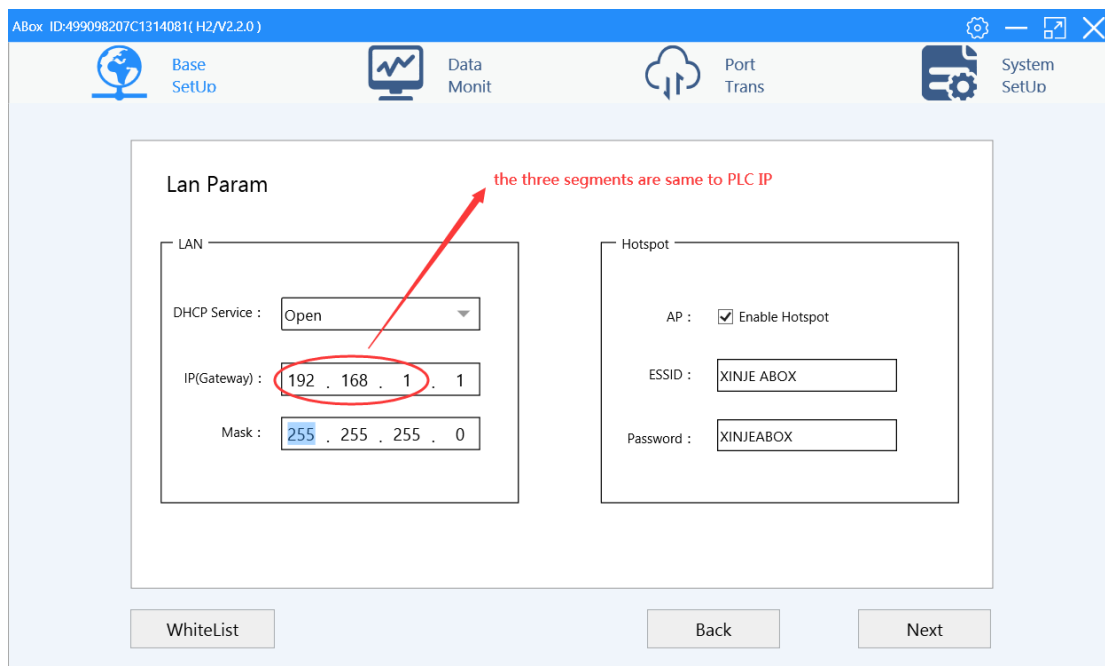 ABox ID:499098207C1314081( H2/V2.2.0 )
Base
SetUp
Data
Monit
Port
Trans
System
SetUp
Lan Param
the three segments are same to PLC IP
LAN
DHCP Service :
Open
IP(Gateway) :
192 . 168 . 1 . 1
Mask :
255 . 255 . 255 . 0
Hotspot
AP :
Enable Hotspot
ESSID :
XINJE ABOX
Password :
XINJEABOX
WhiteList
Back
Next